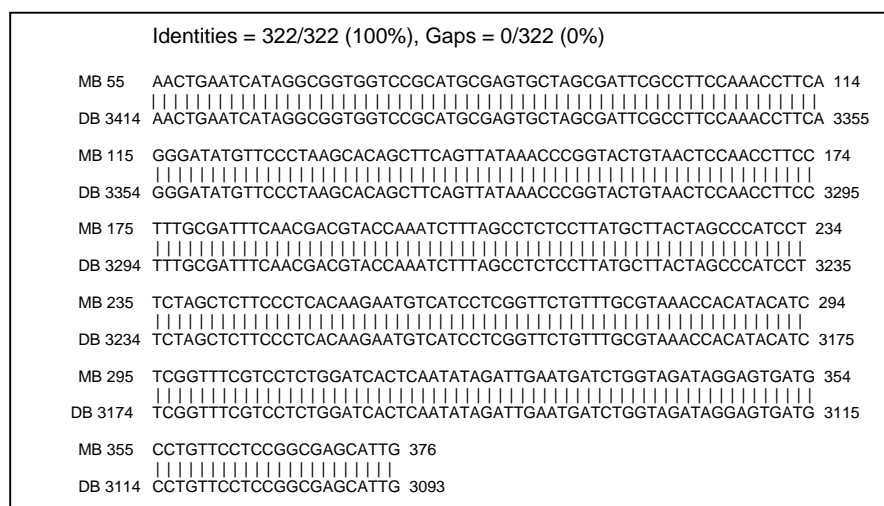 Identities = 322/322 (100%), Gaps = 0/322 (0%)
MB 55 AACTGAATCATAGGCGGTGGTCCGCATGCGAGTGCTAGCGATTCGCCTTCCAAACCTTCA 114
||||||||||||||||||||||||||||||||||||||||||||||||||||||||||||
DB 3414 AACTGAATCATAGGCGGTGGTCCGCATGCGAGTGCTAGCGATTCGCCTTCCAAACCTTCA 3355
MB 115 GGGATATGTTCCCTAAGCACAGCTTCAGTTATAAACCCGGTACTGTAACTCCAACCTTCC 174
||||||||||||||||||||||||||||||||||||||||||||||||||||||||||||
DB 3354 GGGATATGTTCCCTAAGCACAGCTTCAGTTATAAACCCGGTACTGTAACTCCAACCTTCC 3295
MB 175 TTTGCGATTTCAACGACGTACCAAATCTTTAGCCTCTCCTTATGCTTACTAGCCCATCCT 234
||||||||||||||||||||||||||||||||||||||||||||||||||||||||||||
DB 3294 TTTGCGATTTCAACGACGTACCAAATCTTTAGCCTCTCCTTATGCTTACTAGCCCATCCT 3235
MB 235 TCTAGCTCTTCCCTCACAAGAATGTCATCCTCGGTTCTGTTTGCGTAAACCACATACATC 294
||||||||||||||||||||||||||||||||||||||||||||||||||||||||||||
DB 3234 TCTAGCTCTTCCCTCACAAGAATGTCATCCTCGGTTCTGTTTGCGTAAACCACATACATC 3175
MB 295 TCGGTTTCGTCCTCTGGATCACTCAATATAGATTGAATGATCTGGTAGATAGGAGTGATG 354
||||||||||||||||||||||||||||||||||||||||||||||||||||||||||||
DB 3174 TCGGTTTCGTCCTCTGGATCACTCAATATAGATTGAATGATCTGGTAGATAGGAGTGATG 3115
MB 355 CCTGTTCCTCCGGCGAGCATTG 376
||||||||||||||||||||||
DB 3114 CCTGTTCCTCCGGCGAGCATTG 3093